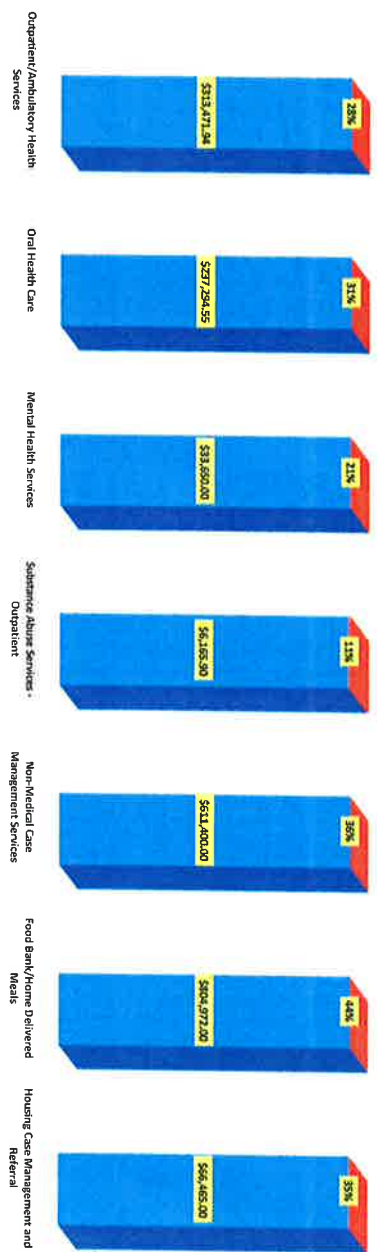 28%
$313,471.94
Outpatient/Ambulatory Health
Services
31%
$237,294.55
Oral Health Care
21%
$33,660.00
Mental Health Services
11%
$6,165.90
Substance Abuse Services -
Outpatient
36%
$611,400.00
Non-Medical Case
Management Services
44%
$804,972.00
Food Bank/Home Delivered
Meals
35%
$66,465.00
Housing Case Management and
Referral